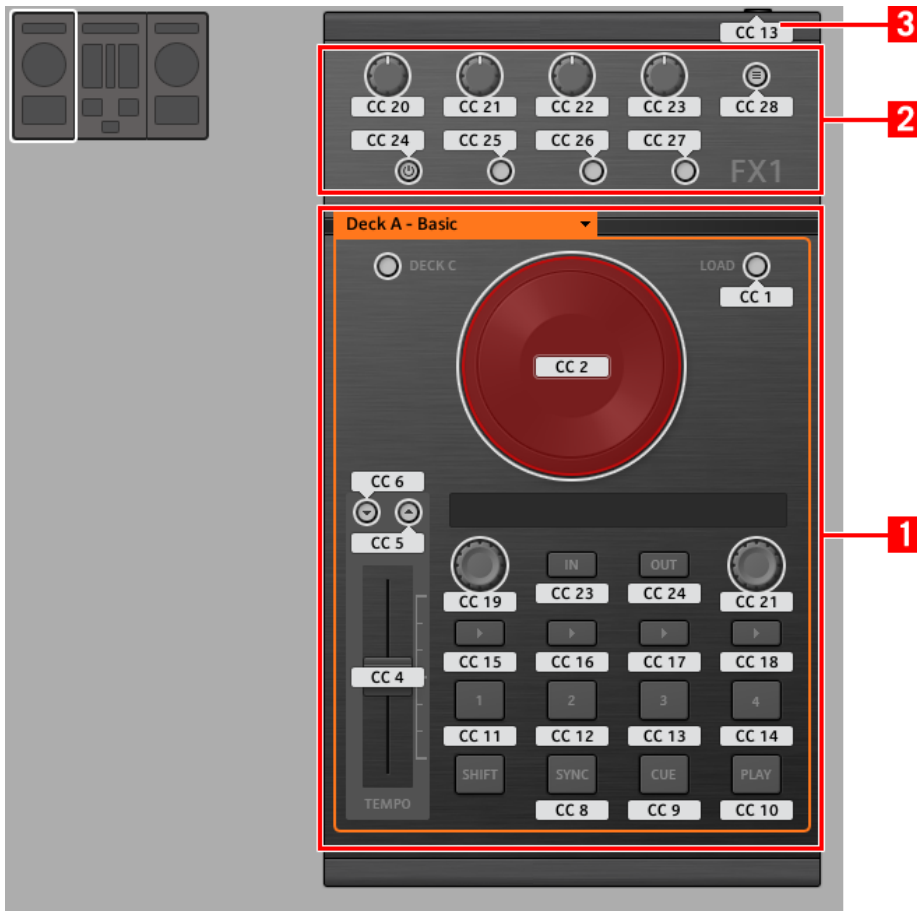 CC 13
3
CC 20 CC 21 CC 22 CC 23 CC 28
2
CC 24 CC 25 CC 26 CC 27
FX1
Deck A - Basic
DECK C
LOAD
CC 1
CC 2
CC 6
CC 5
1
IN OUT
CC 19 CC 23 CC 24 CC 21
CC 15 CC 16 CC 17 CC 18
CC 4
1 2 3 4
CC 11 CC 12 CC 13 CC 14
SHIFT SYNC CUE PLAY
TEMPO
CC 8 CC 9 CC 10